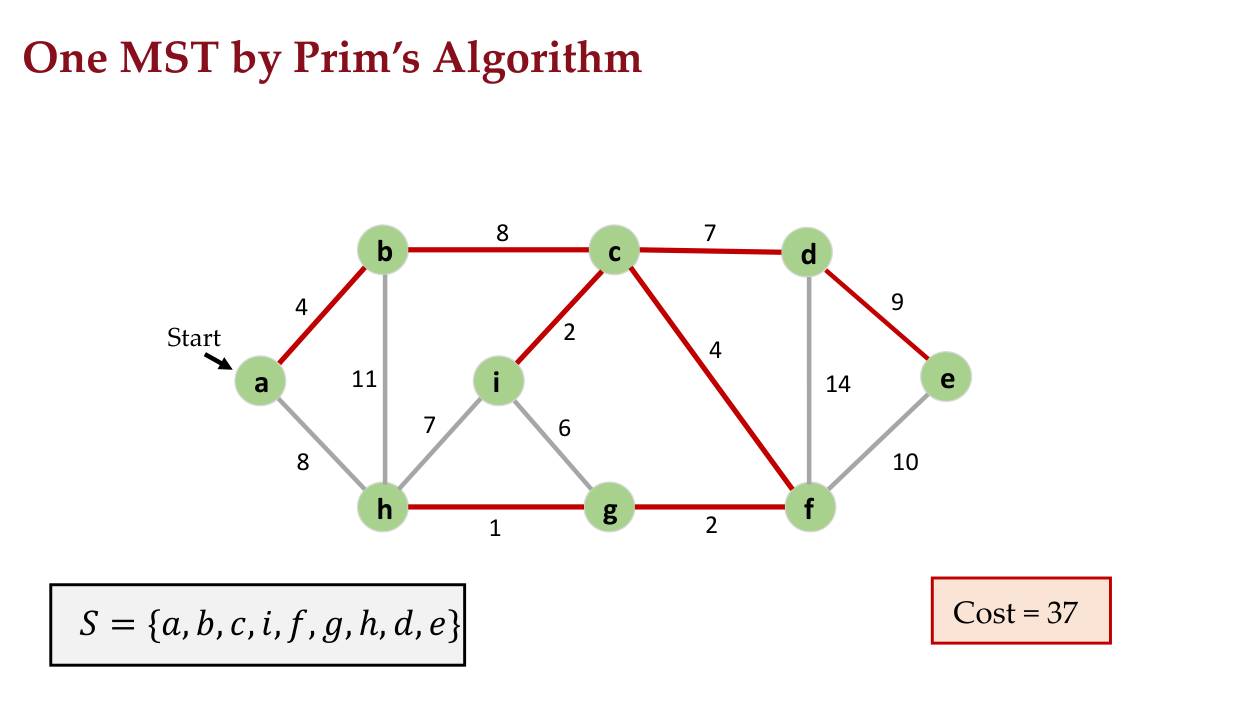 One MST by Prim’s Algorithm
b
8
c
7
d
4
9
Start
2
4
a
11
i
14
e
7
6
8
10
h
g
f
1
2
S = {a, b, c, i, f, g, h, d, e}
Cost = 37